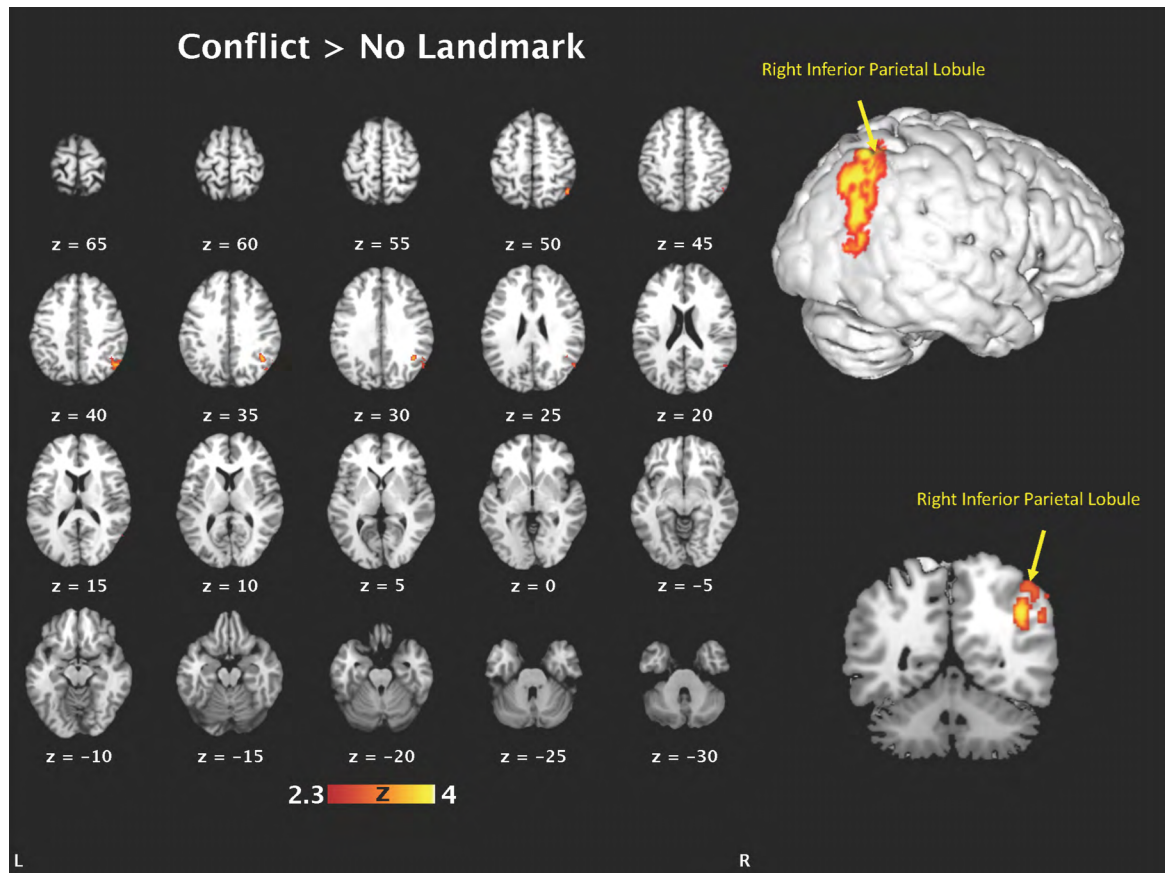 Conflict > No Landmark
Right Inferior Parietal Lobule
z = 65
z = 60
z = 55
z = 50
z = 45
z = 40
z = 35
z = 30
z = 25
z = 20
Right Inferior Parietal Lobule
z = 15
z = 10
z = 5
z = 0
z = -5
z = -10
z = -15
z = -20
z = -25
z = -30
2.3 Z 4
L
R